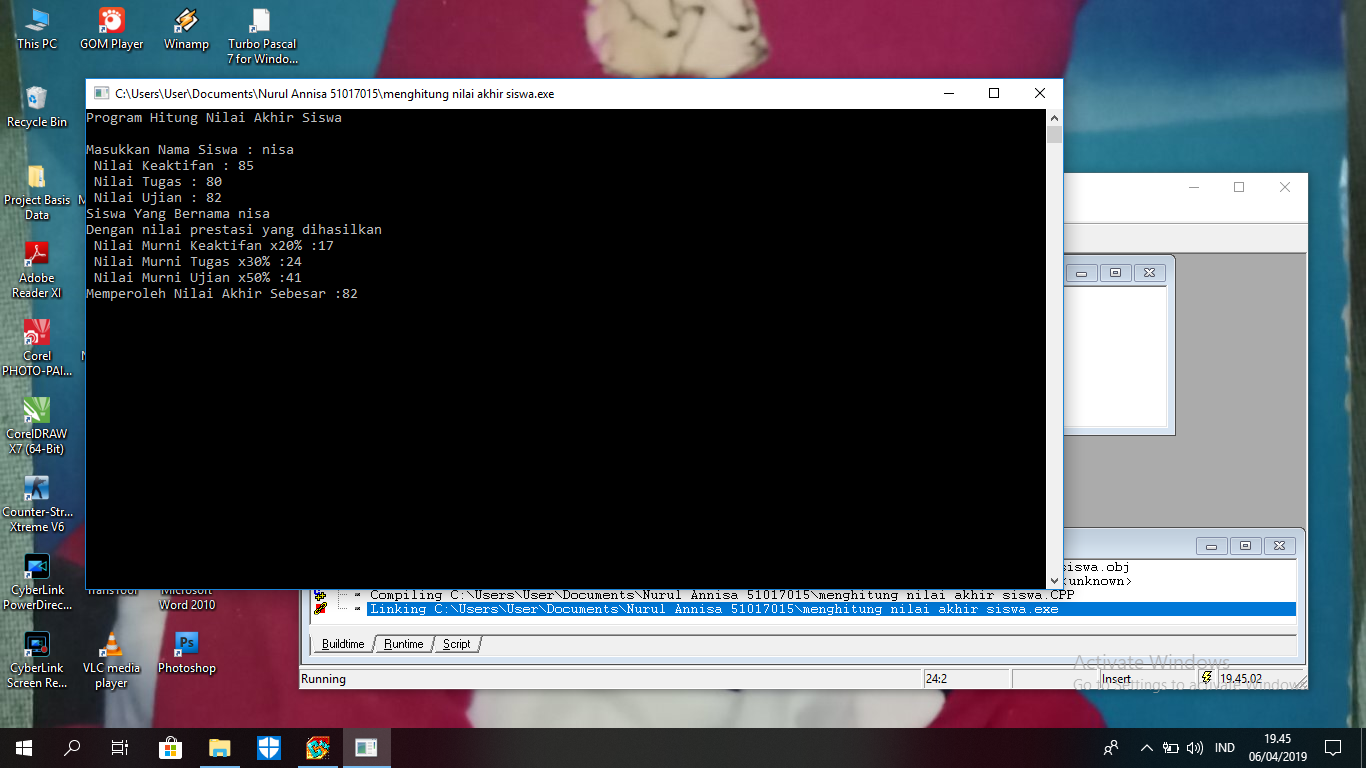 This PC
GOM Player
Winamp
Turbo Pascal
7 for Windo...
Recycle Bin
Project Basis
Data
Adobe
Reader XI
Corel
PHOTO-PAI...
CorelDRAW
X7 (64-Bit)
Counter-Str...
Xtreme V6
CyberLink
PowerDirec...
Microsoft
Word 2010
CyberLink
Screen Re...
VLC media
player
Photoshop
C:\Users\User\Documents\Nurul Annisa 51017015\menghitung nilai akhir siswa.exe
Program Hitung Nilai Akhir Siswa
Masukkan Nama Siswa : nisa
Nilai Keaktifan : 85
Nilai Tugas : 80
Nilai Ujian : 82
Siswa Yang Bernama nisa
Dengan nilai prestasi yang dihasilkan
Nilai Murni Keaktifan x20% :17
Nilai Murni Tugas x30% :24
Nilai Murni Ujian x50% :41
Memperoleh Nilai Akhir Sebesar :82
siswa.obj
<unknown>
Compiling C:\Users\User\Documents\Nurul Annisa 51017015\menghitung nilai akhir siswa.CPP
Linking C:\Users\User\Documents\Nurul Annisa 51017015\menghitung nilai akhir siswa.exe
Buildtime Runtime Script
Activate Windows
Go to Settings to activate Windows
Running 24:2 Insert 19.45.02
IND
19.45
06/04/2019